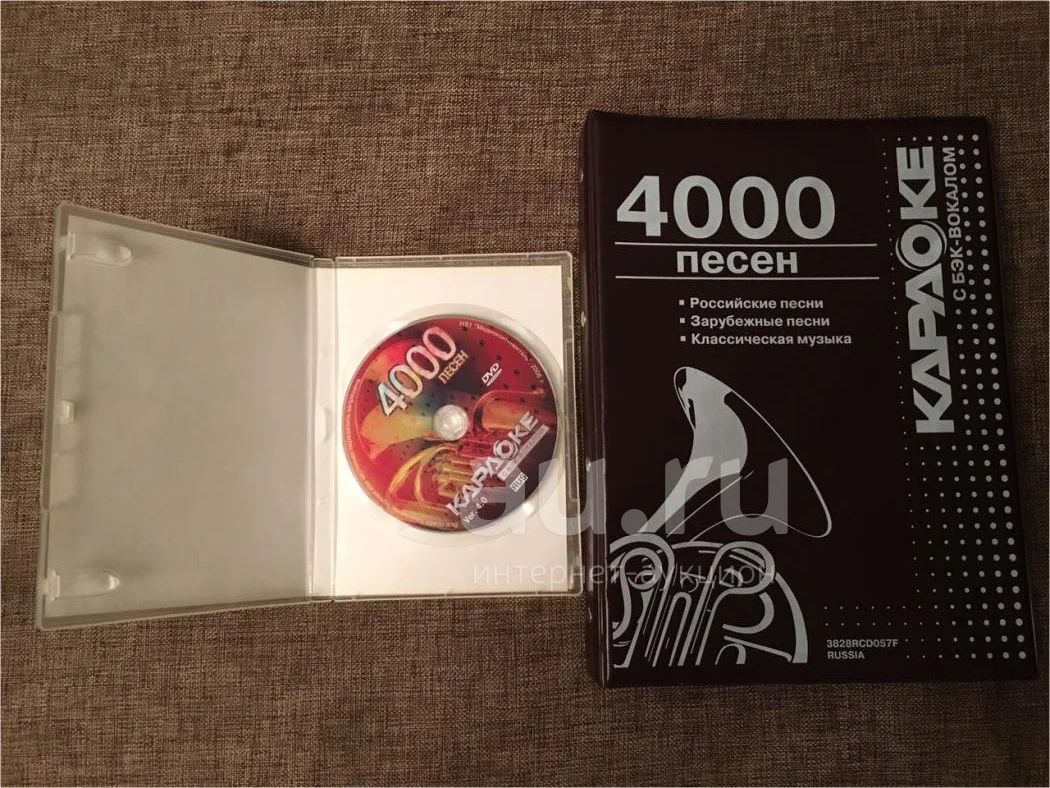 4000
ПЕСЕН
DVD
КАРАОКЕ
RUS
Ver. 4.0
4000
песен
▪ Российские песни
▪ Зарубежные песни
▪ Классическая музыка
КАРАОКЕ
С БЭК-ВОКАЛОМ
3828RCD057F
RUSSIA
au.ru
интернет-аукцион